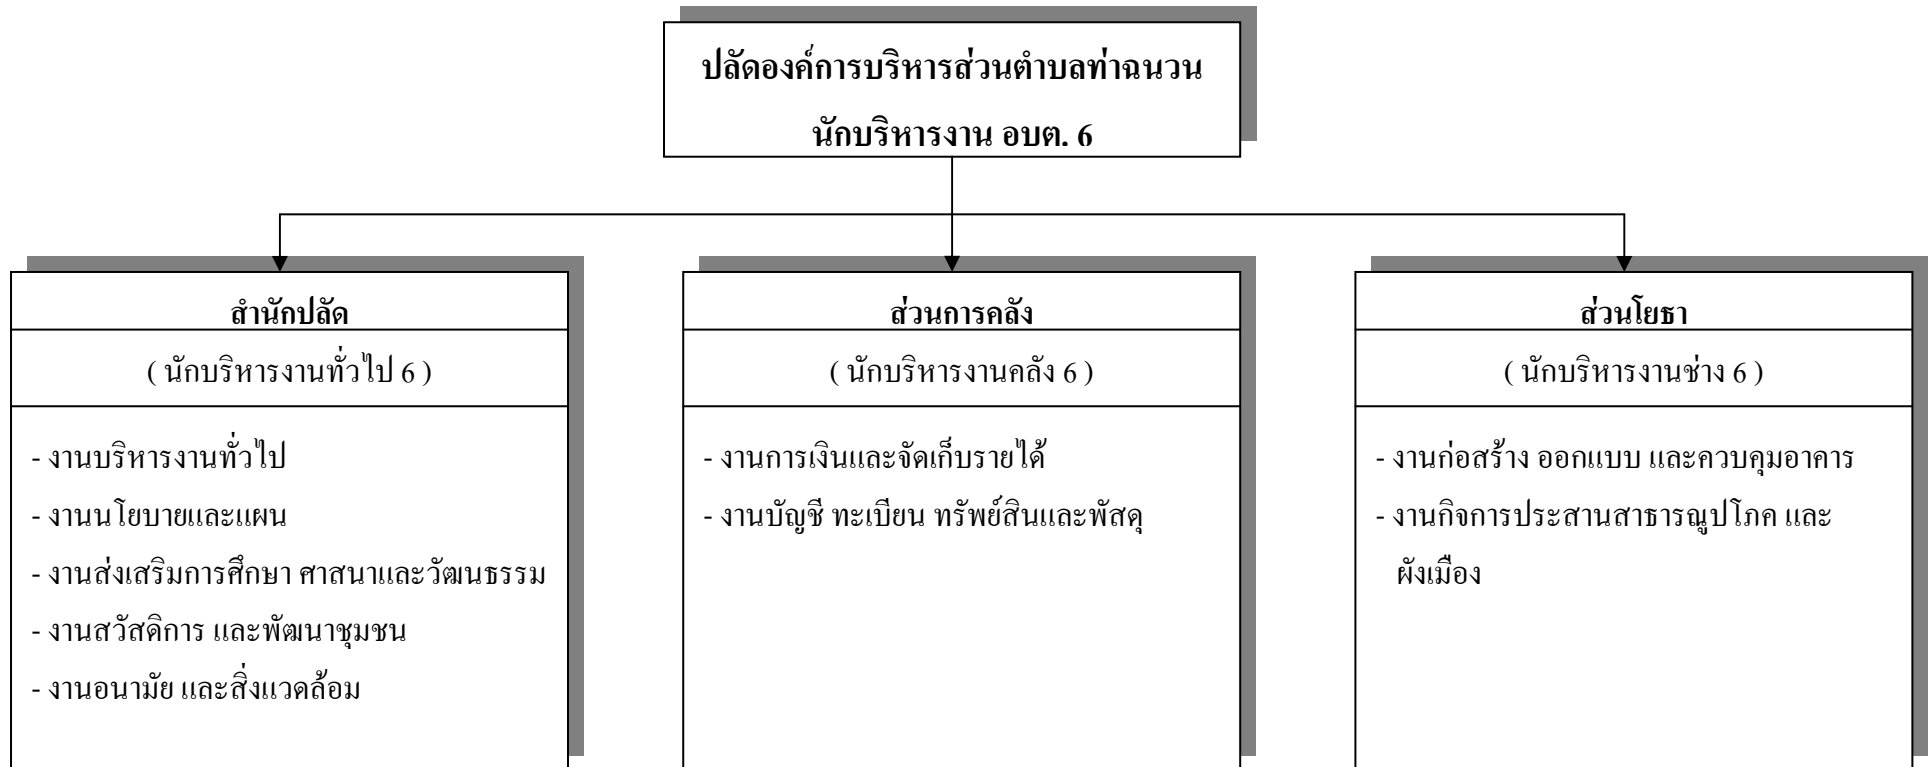 ปลัดองค์การบริหารส่วนตำบลท่าฉนวน
นักบริหารงาน อบต. 6
สำนักปลัด
( นักบริหารงานทั่วไป 6 )
- งานบริหารงานทั่วไป
- งานนโยบายและแผน
- งานส่งเสริมการศึกษา ศาสนาและวัฒนธรรม
- งานสวัสดิการ และพัฒนาชุมชน
- งานอนามัย และสิ่งแวดล้อม
ส่วนการคลัง
( นักบริหารงานคลัง 6 )
- งานการเงินและจัดเก็บรายได้
- งานบัญชี ทะเบียน ทรัพย์สินและพัสดุ
ส่วนโยธา
( นักบริหารงานช่าง 6 )
- งานก่อสร้าง ออกแบบ และควบคุมอาคาร
- งานกิจการประสานสาธารณูปโภค และ
ผังเมือง